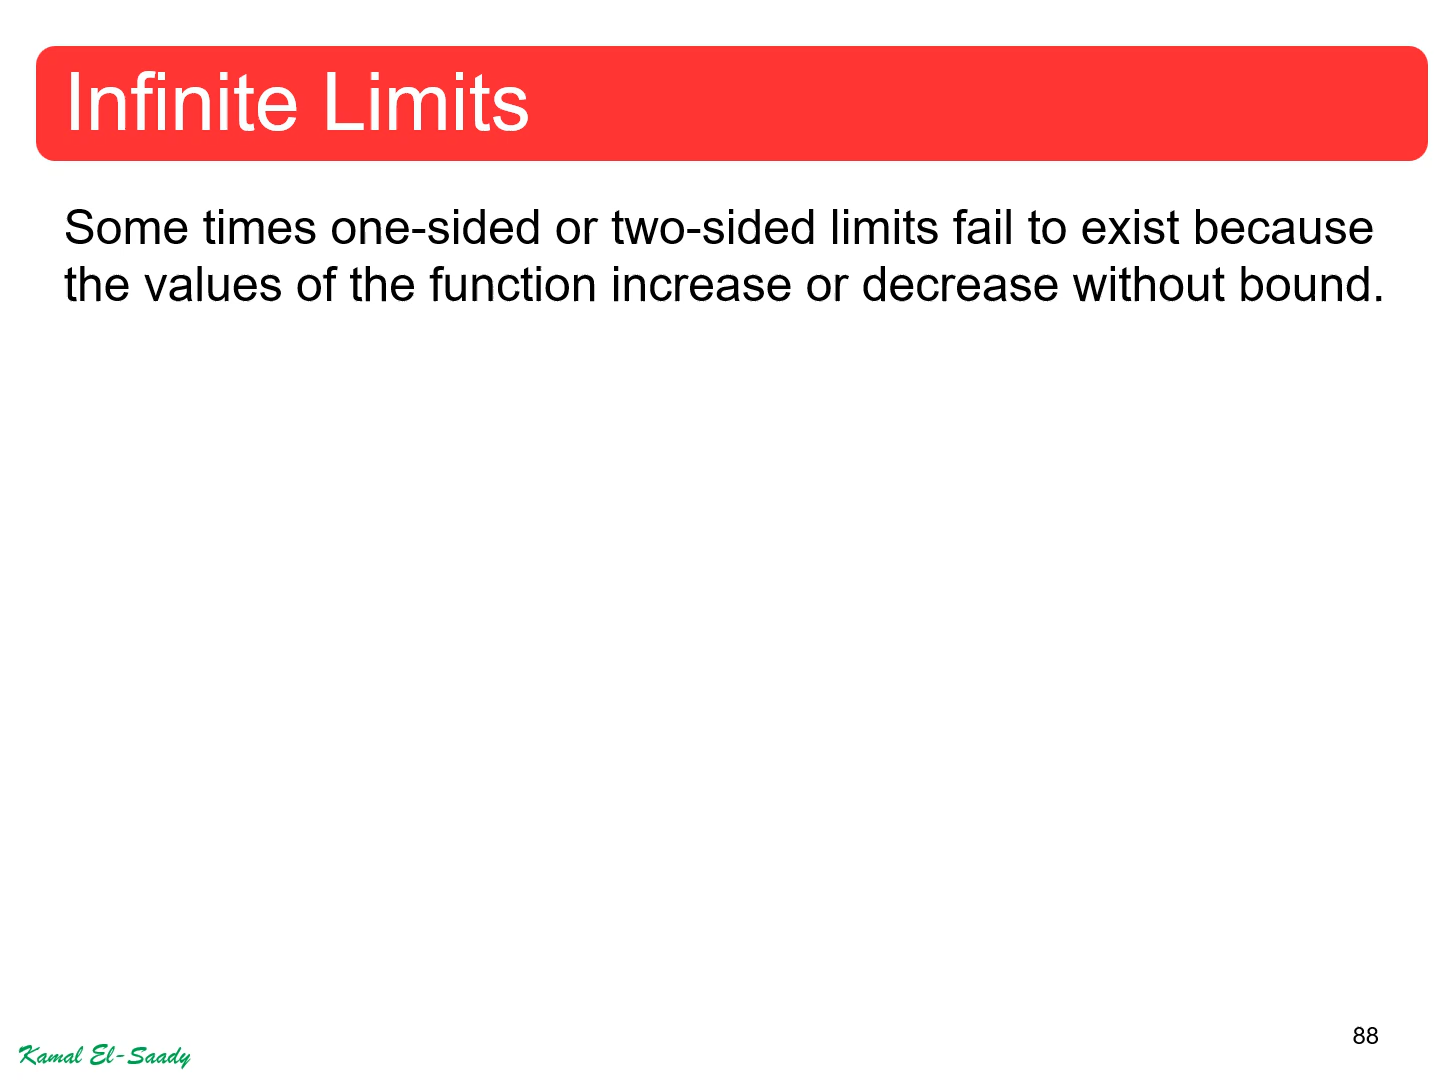 Infinite Limits
Some times one-sided or two-sided limits fail to exist because
the values of the function increase or decrease without bound.
88
Kamal El-Saady